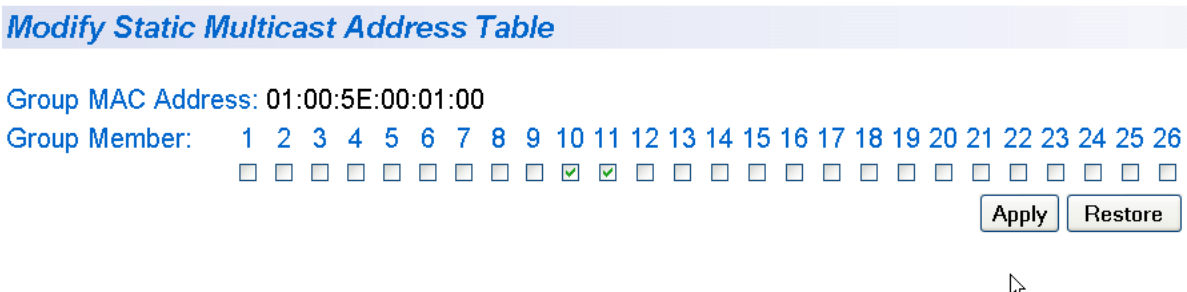 Modify Static Multicast Address Table
Group MAC Address: 01:00:5E:00:01:00
Group Member: 1 2 3 4 5 6 7 8 9 10 11 12 13 14 15 16 17 18 19 20 21 22 23 24 25 26
Apply Restore